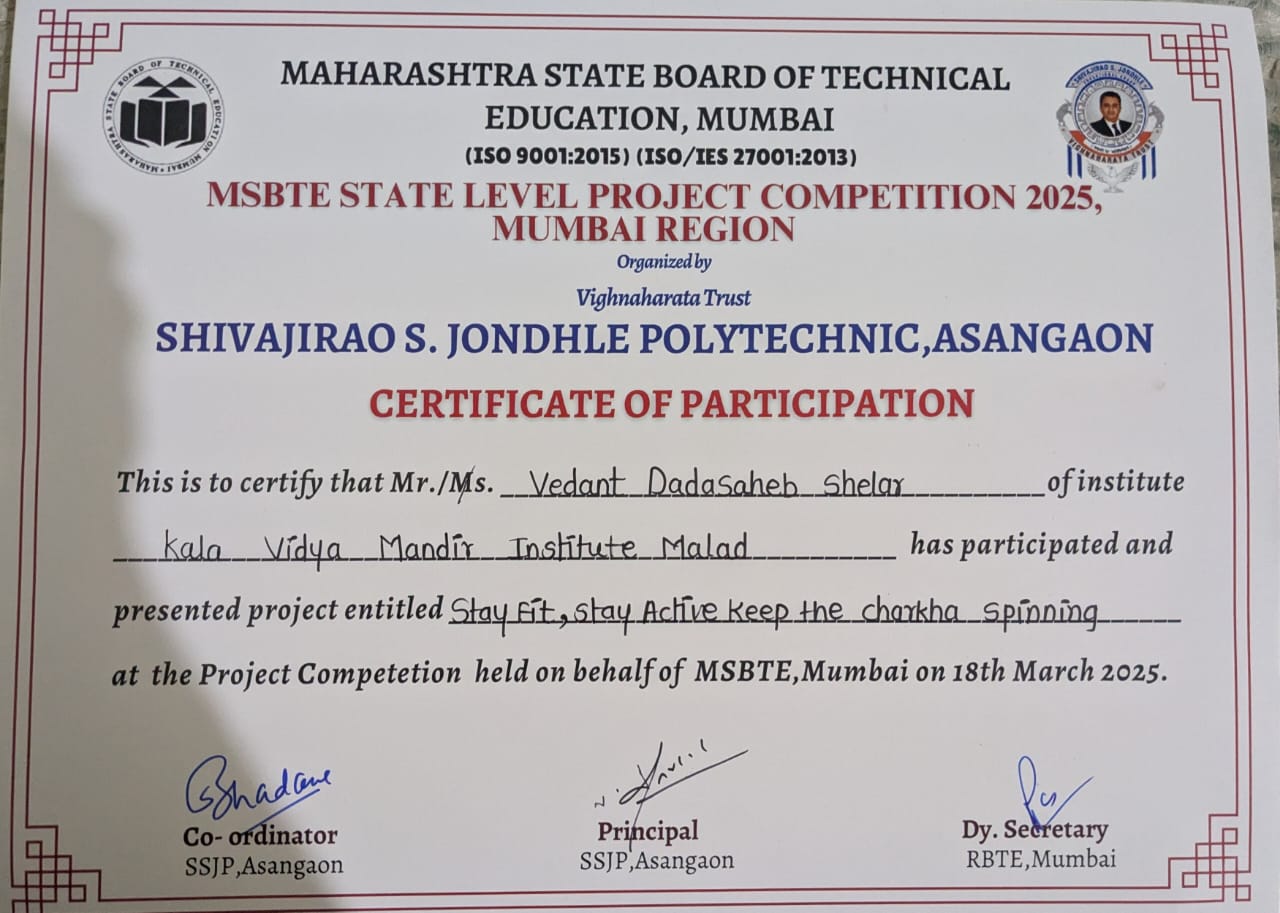 MAHARASHTRA STATE BOARD OF TECHNICAL
EDUCATION, MUMBAI
(ISO 9001:2015) (ISO/IES 27001:2013)
MAHARASHTRA STATE BOARD OF TECHNICAL EDUCATION MUMBAI
SHIVAJIRAO S. JONDHLE
VIGHNAHARATA TRUST
MSBTE STATE LEVEL PROJECT COMPETITION 2025,
MUMBAI REGION
Organized by
Vighnaharata Trust
SHIVAJIRAO S. JONDHLE POLYTECHNIC,ASANGAON
CERTIFICATE OF PARTICIPATION
This is to certify that Mr./Ms. Vedant Dadasaheb Shelar of institute
Kala Vidya Mandir Institute Malad has participated and
presented project entitled Stay Fit, stay Active Keep the charkha spinning
at the Project Competetion held on behalf of MSBTE,Mumbai on 18th March 2025.
Co- ordinator
SSJP,Asangaon
Principal
SSJP,Asangaon
Dy. Secretary
RBTE,Mumbai